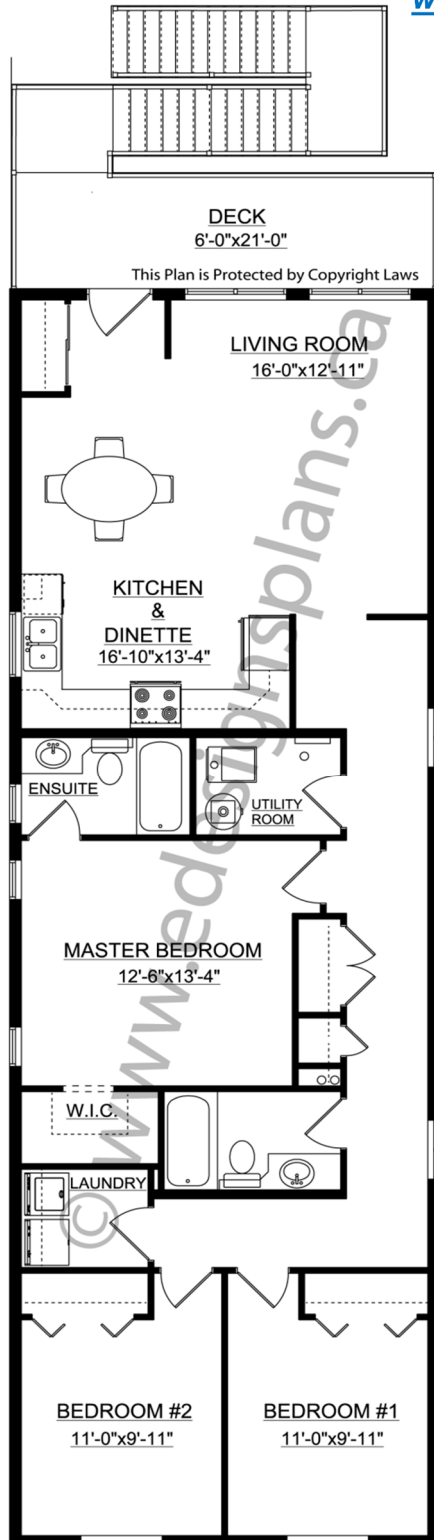 W
DECK
6'-0"x21'-0"
This Plan is Protected by Copyright Laws
LIVING ROOM
16'-0"x12'-11"
KITCHEN
&
DINETTE
16'-10"x13'-4"
ENSUITE
UTILITY
ROOM
MASTER BEDROOM
12'-6"x13'-4"
W.I.C.
LAUNDRY
BEDROOM #2
11'-0"x9'-11"
BEDROOM #1
11'-0"x9'-11"
© www.edesignsplans.ca